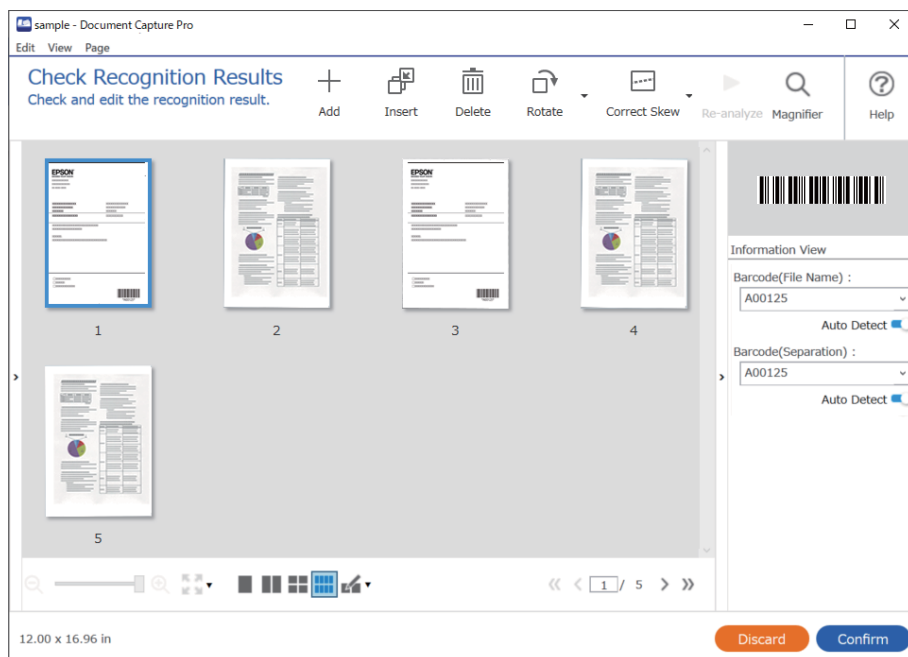 sample - Document Capture Pro
Edit View Page
Check Recognition Results
Check and edit the recognition result.
Add
Insert
Delete
Rotate
Correct Skew
Re-analyze
Magnifier
Help
EPSON
EPSON
1
2
3
4
5
Information View
Barcode(File Name) :
A00125
Auto Detect
Barcode(Separation) :
A00125
Auto Detect
1 / 5
12.00 x 16.96 in
Discard
Confirm